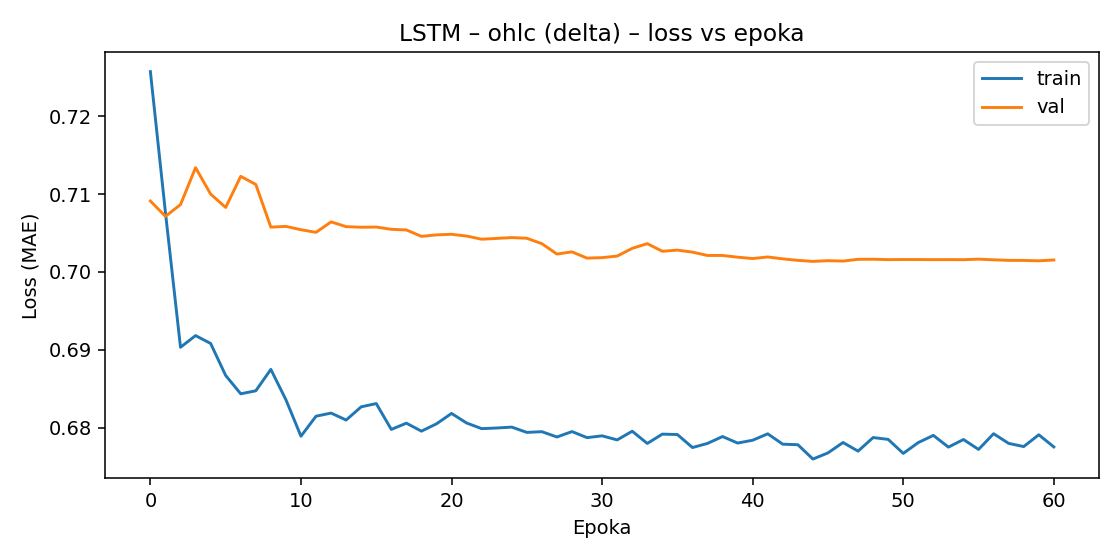 LSTM – ohlc (delta) – loss vs epoka
train
val
Loss (MAE)
0.72
0.71
0.70
0.69
0.68
0 10 20 30 40 50 60
Epoka